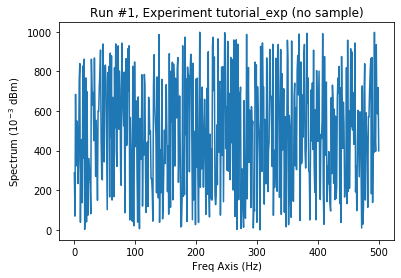 Run #1, Experiment tutorial_exp (no sample)
1000
800
600
400
200
0
Spectrum (10⁻³ dBm)
0 100 200 300 400 500
Freq Axis (Hz)